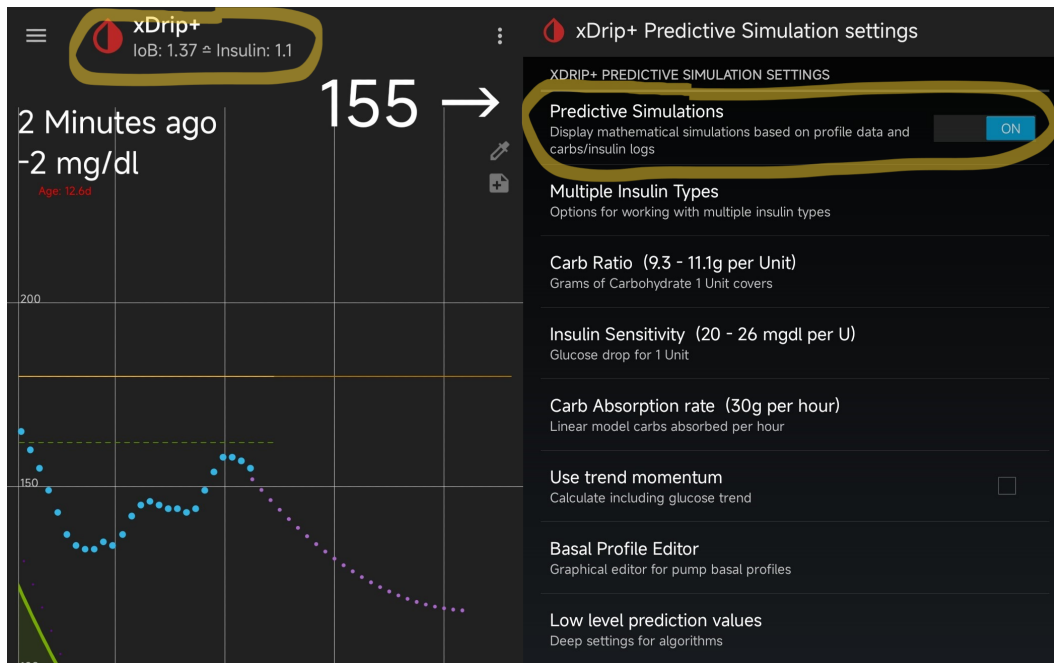 xDrip+
IoB: 1.37 ≏ Insulin: 1.1
155 →
2 Minutes ago
-2 mg/dl
Age: 12.6d
200
150
xDrip+ Predictive Simulation settings
XDRIP+ PREDICTIVE SIMULATION SETTINGS
Predictive Simulations
Display mathematical simulations based on profile data and
carbs/insulin logs
ON
Multiple Insulin Types
Options for working with multiple insulin types
Carb Ratio (9.3 - 11.1g per Unit)
Grams of Carbohydrate 1 Unit covers
Insulin Sensitivity (20 - 26 mgdl per U)
Glucose drop for 1 Unit
Carb Absorption rate (30g per hour)
Linear model carbs absorbed per hour
Use trend momentum
Calculate including glucose trend
Basal Profile Editor
Graphical editor for pump basal profiles
Low level prediction values
Deep settings for algorithms